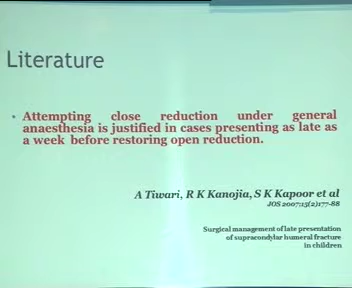 Literature
Attempting close reduction under general
anaesthesia is justified in cases presenting as late as
a week before restoring open reduction.
A Tiwari, R K Kanojia, S K Kapoor et al
JOS 2007;15(2)177-88
Surgical management of late presentation
of supracondylar humeral fracture
in children